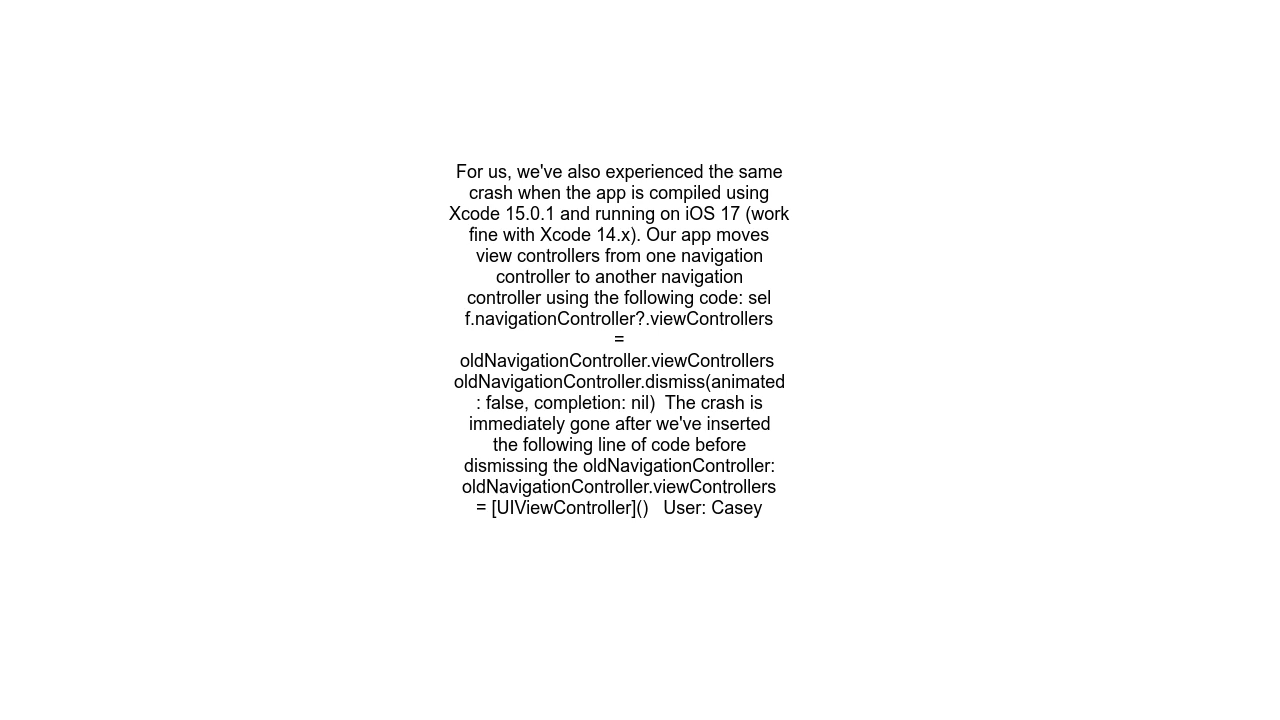 For us, we've also experienced the same
crash when the app is compiled using
Xcode 15.0.1 and running on iOS 17 (work
fine with Xcode 14.x). Our app moves
view controllers from one navigation
controller to another navigation
controller using the following code: sel
f.navigationController?.viewControllers
=
oldNavigationController.viewControllers
oldNavigationController.dismiss(animated
: false, completion: nil)  The crash is
immediately gone after we've inserted
the following line of code before
dismissing the oldNavigationController:
oldNavigationController.viewControllers
= [UIViewController]()   User: Casey